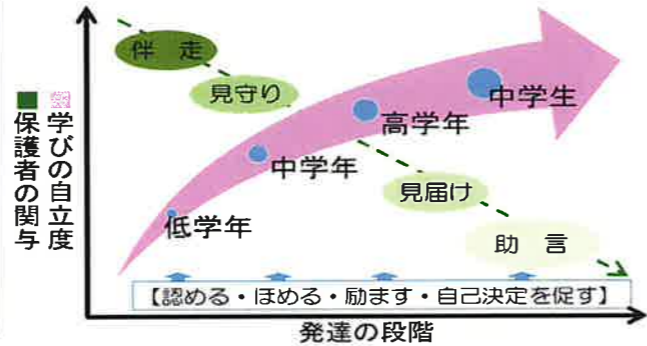 ■保護者の関与
■学びの自立度
伴 走
見守り
見届け
助 言
低学年
中学年
高学年
中学生
【認める・ほめる・励ます・自己決定を促す】
発達の段階